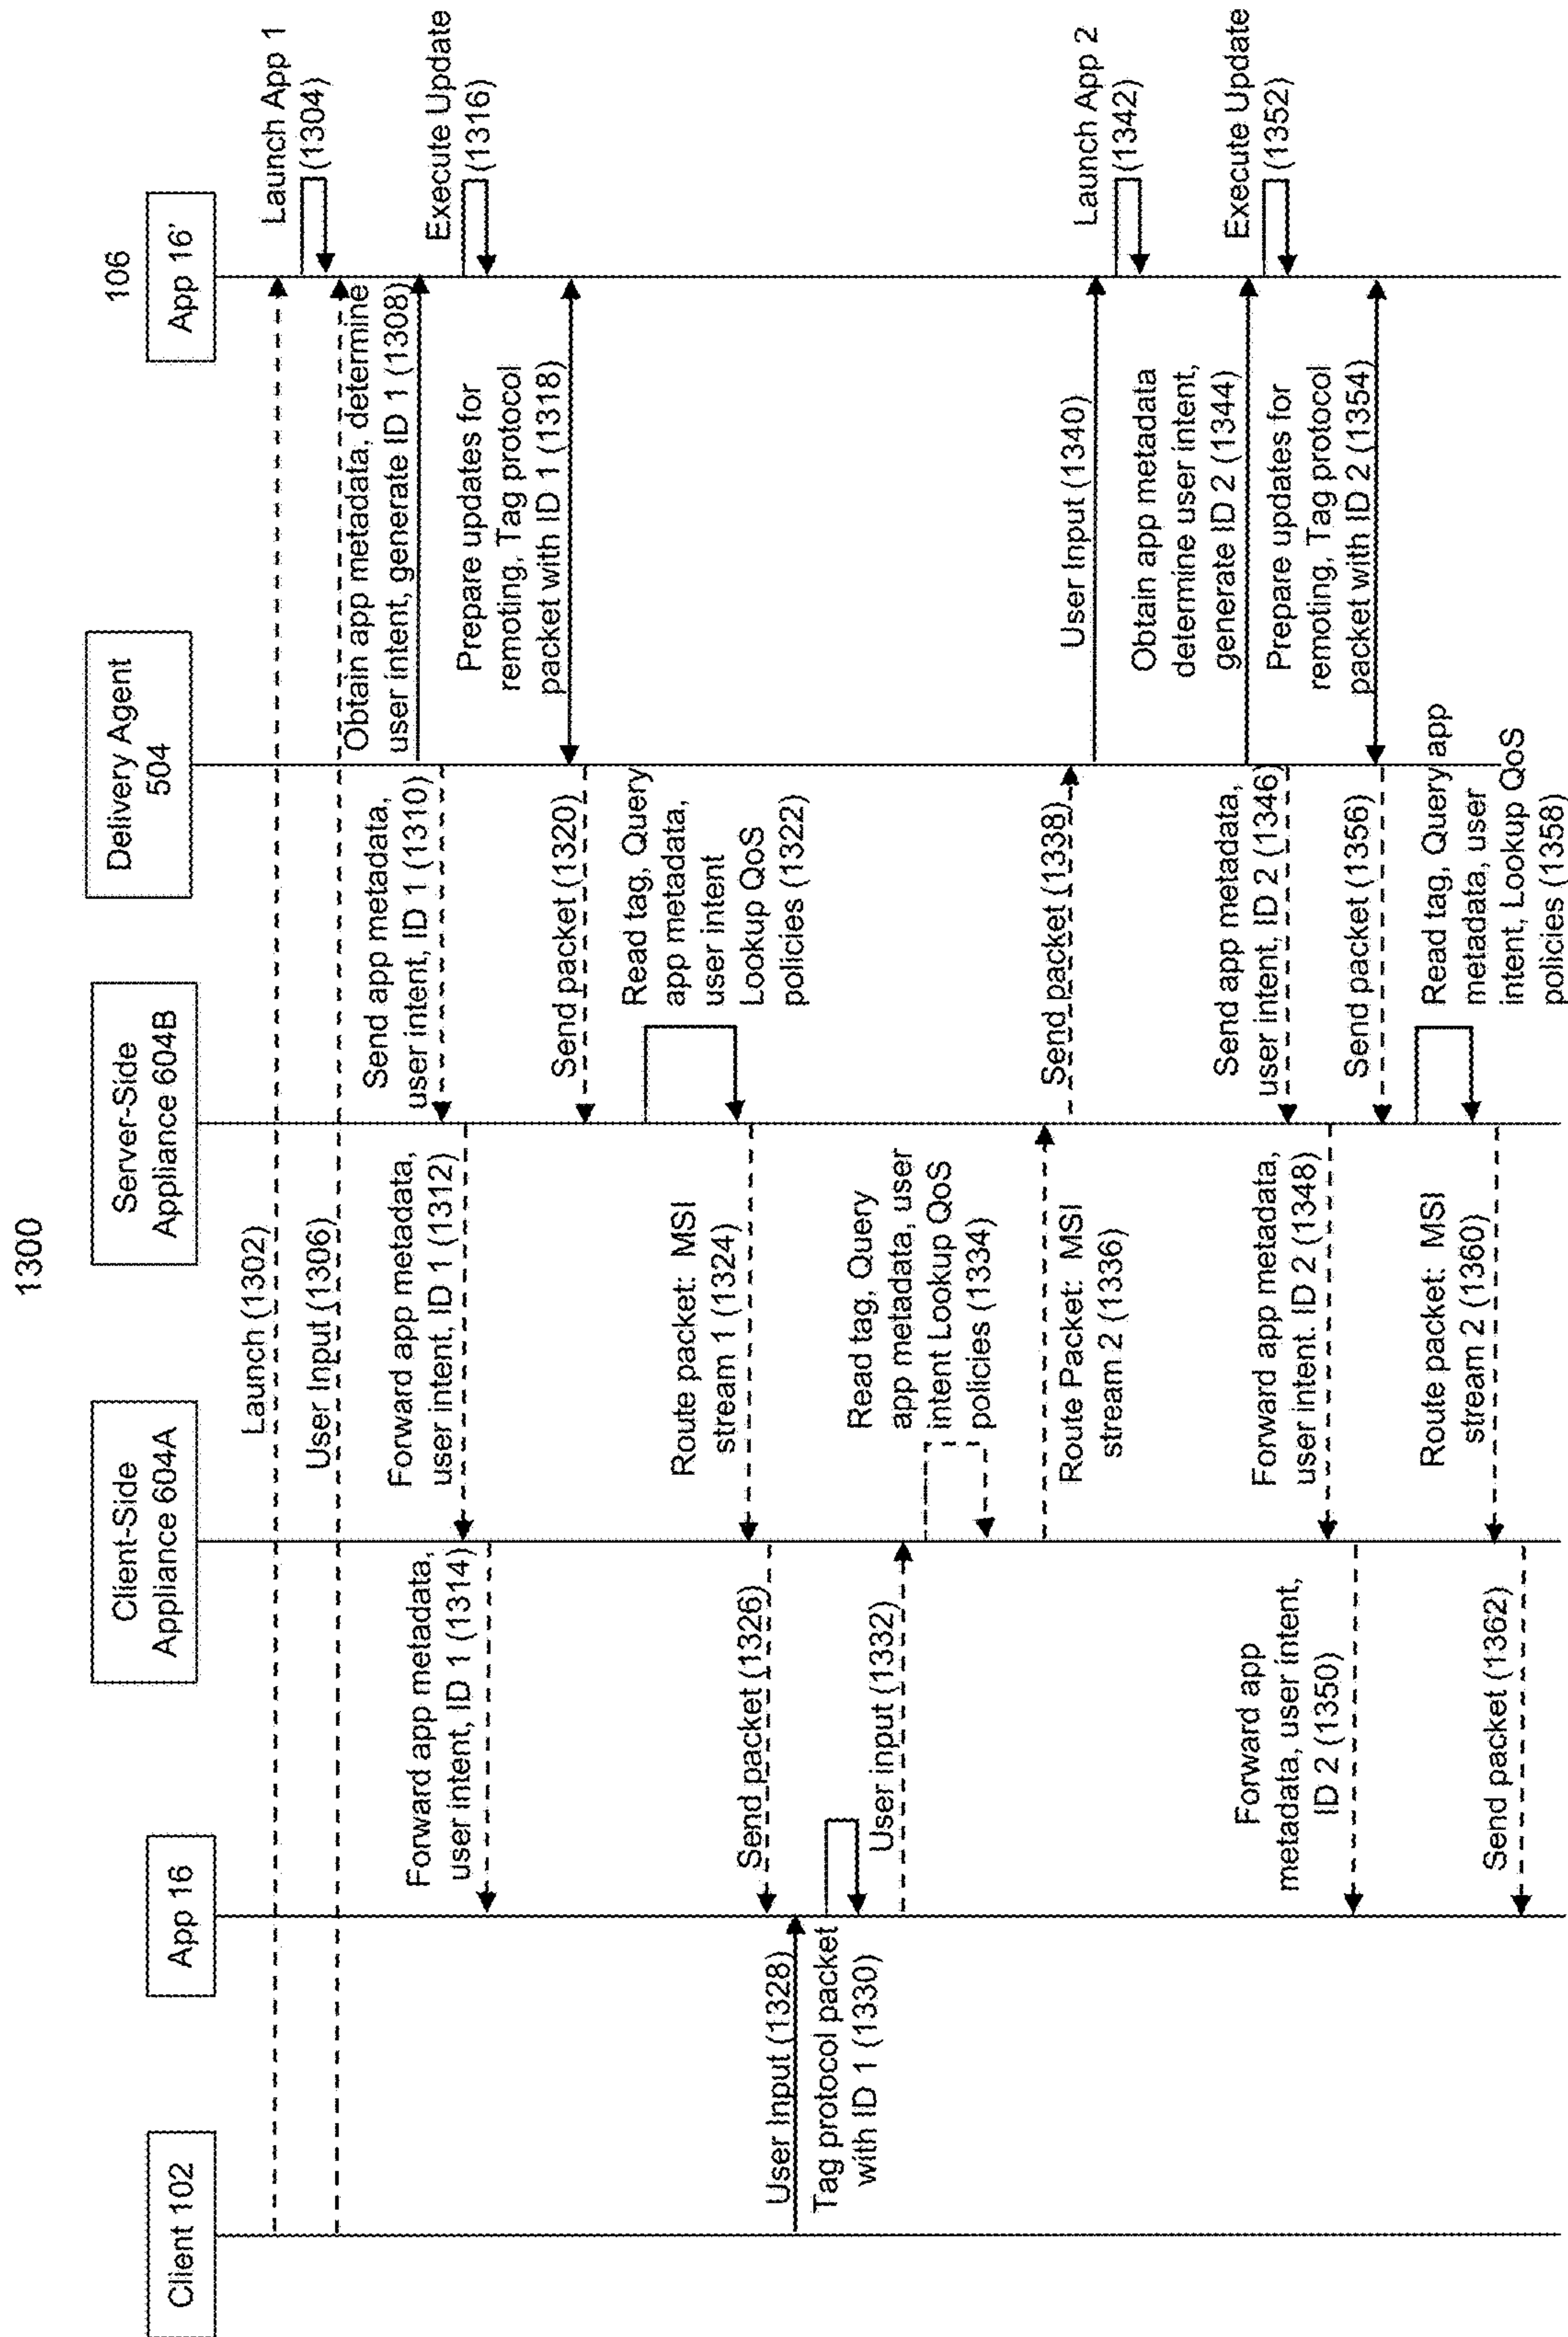 1300
106
Client 102
App 16
Client-Side
Appliance 604A
Server-Side
Appliance 604B
Delivery Agent
504
App 16'
Launch (1302)
Launch App 1
(1304)
User Input (1306)
Obtain app metadata, determine
user intent, generate ID 1 (1308)
Send app metadata,
user intent, ID 1 (1310)
Forward app metadata,
user intent, ID 1 (1312)
Forward app metadata,
user intent, ID 1 (1314)
Execute Update
(1316)
Prepare updates for
remoting, Tag protocol
packet with ID 1 (1318)
Send packet (1320)
Read tag, Query
app metadata,
user intent
Lookup QoS
policies (1322)
Route packet: MSI
stream 1 (1324)
Send packet (1326)
User Input (1328)
Tag protocol packet
with ID 1 (1330)
User input (1332)
Read tag, Query
app metadata, user
intent Lookup QoS
policies (1334)
Route Packet: MSI
stream 2 (1336)
Send packet (1338)
User Input (1340)
Launch App 2
(1342)
Obtain app metadata
determine user intent,
generate ID 2 (1344)
Send app metadata,
user intent, ID 2 (1346)
Forward app metadata,
user intent. ID 2 (1348)
Forward app
metadata, user intent,
ID 2 (1350)
Execute Update
(1352)
Prepare updates for
remoting, Tag protocol
packet with ID 2 (1354)
Send packet (1356)
Read tag, Query app
metadata, user
intent, Lookup QoS
policies (1358)
Route packet: MSI
stream 2 (1360)
Send packet (1362)